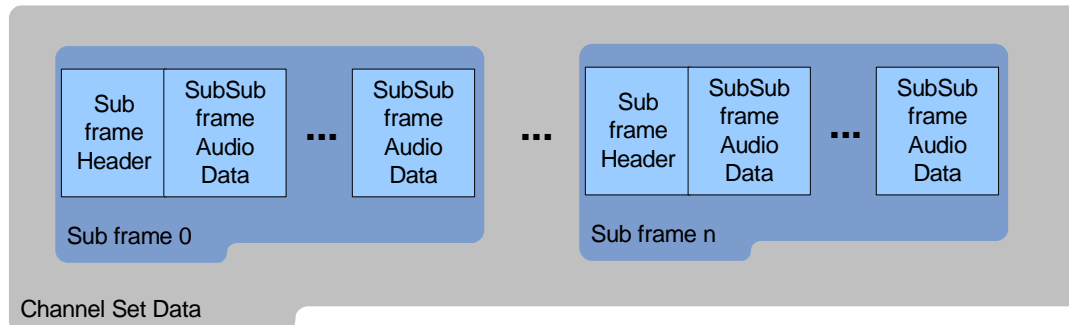 Sub
frame
Header
SubSub
frame
Audio
Data
...
SubSub
frame
Audio
Data
...
Sub
frame
Header
SubSub
frame
Audio
Data
...
SubSub
frame
Audio
Data
Sub frame 0
Sub frame n
Channel Set Data